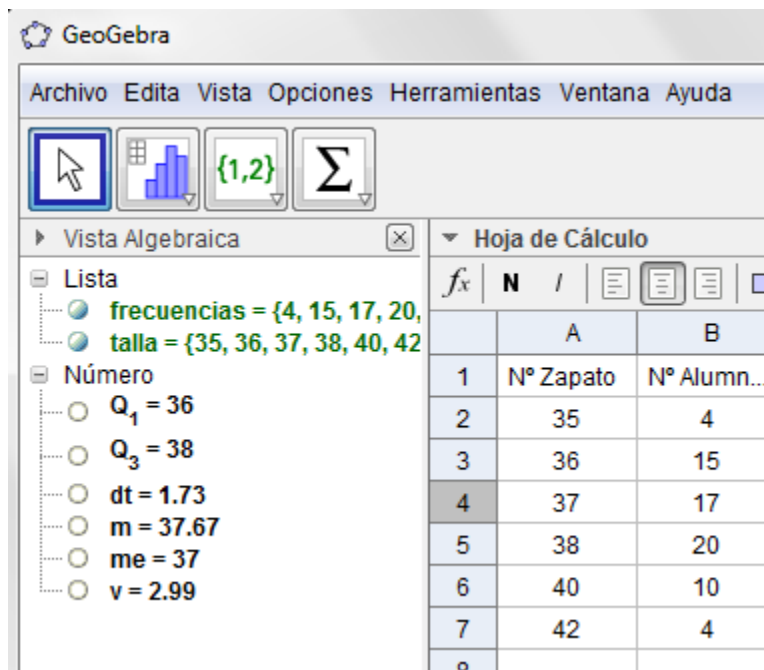 GeoGebra
Archivo Edita Vista Opciones Herramientas Ventana Ayuda
{1,2} Σ
Vista Algebraica
Lista
frecuencias = {4, 15, 17, 20,
talla = {35, 36, 37, 38, 40, 42
Número
Q1 = 36
Q3 = 38
dt = 1.73
m = 37.67
me = 37
v = 2.99
Hoja de Cálculo
fx N I
A B
1 Nº Zapato Nº Alumn...
2 35 4
3 36 15
4 37 17
5 38 20
6 40 10
7 42 4